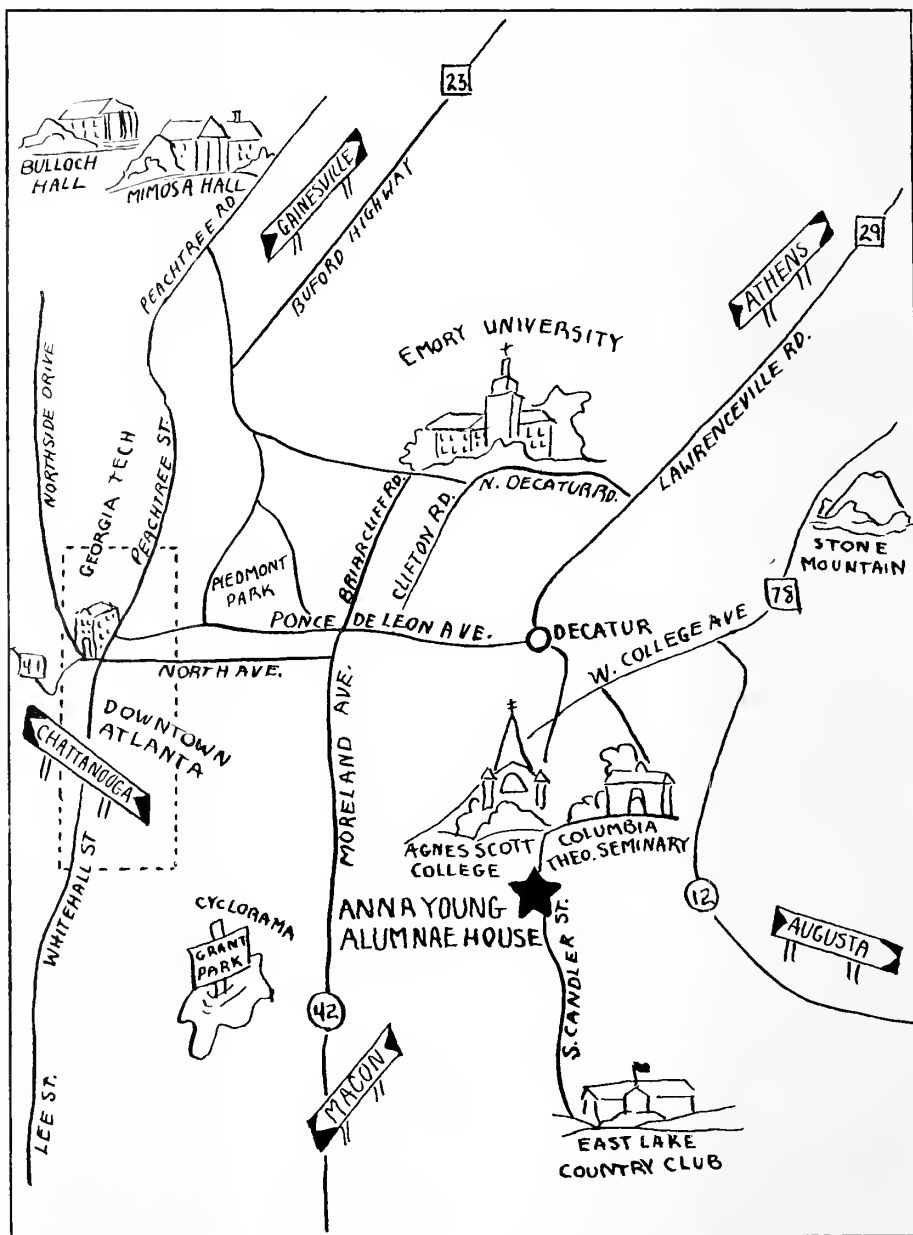 23
BULLOCH
HALL
MIMOSA HALL
PEACHTREE RD
GAINESVILLE
BUFORD HIGHWAY
29
ATHENS
EMORY UNIVERSITY
LAWRENCEVILLE RD.
NORTHSIDE DRIVE
GEORGIA TECH
PEACHTREE ST.
PIEDMONT
PARK
BRIARCLIFF RD.
CLIFTON RD.
N. DECATUR RD.
STONE
MOUNTAIN
78
PONCE DE LEON AVE.
DECATUR
W. COLLEGE AVE
41
NORTH AVE.
DOWNTOWN
ATLANTA
CHATTANOOGA
MORELAND AVE.
AGNES SCOTT
COLLEGE
COLUMBIA
THEO. SEMINARY
WHITEHALL ST
CYCLORAMA
GRANT
PARK
ANNA YOUNG
ALUMNAE HOUSE
S. CANDLER ST.
12
AUGUSTA
42
MACON
LEE ST.
EAST LAKE
COUNTRY CLUB